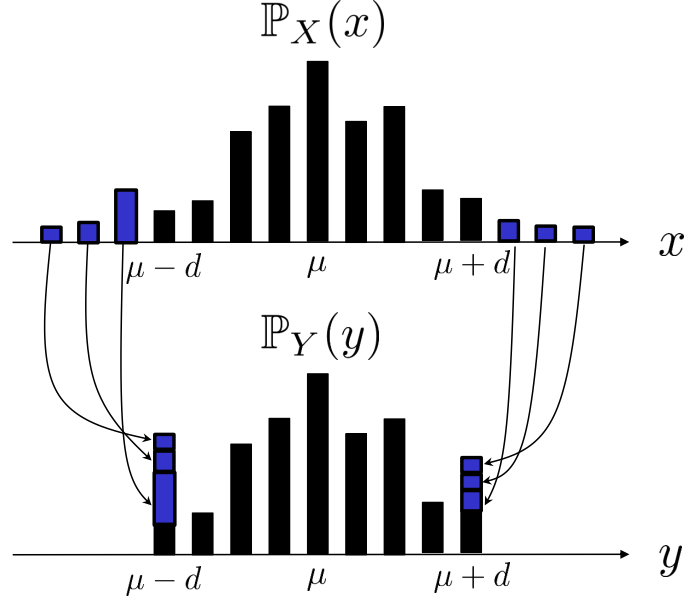 ℙ_X(x)
x
μ − d μ μ + d
ℙ_Y(y)
y
μ − d μ μ + d